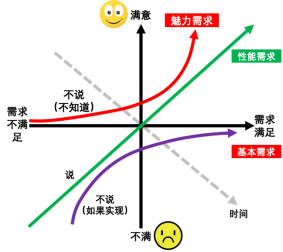 满意
魅力需求
性能需求
不说
(不知道)
需求
不满
足
需求
满足
基本需求
说
不说
(如果实现)
时间
不满